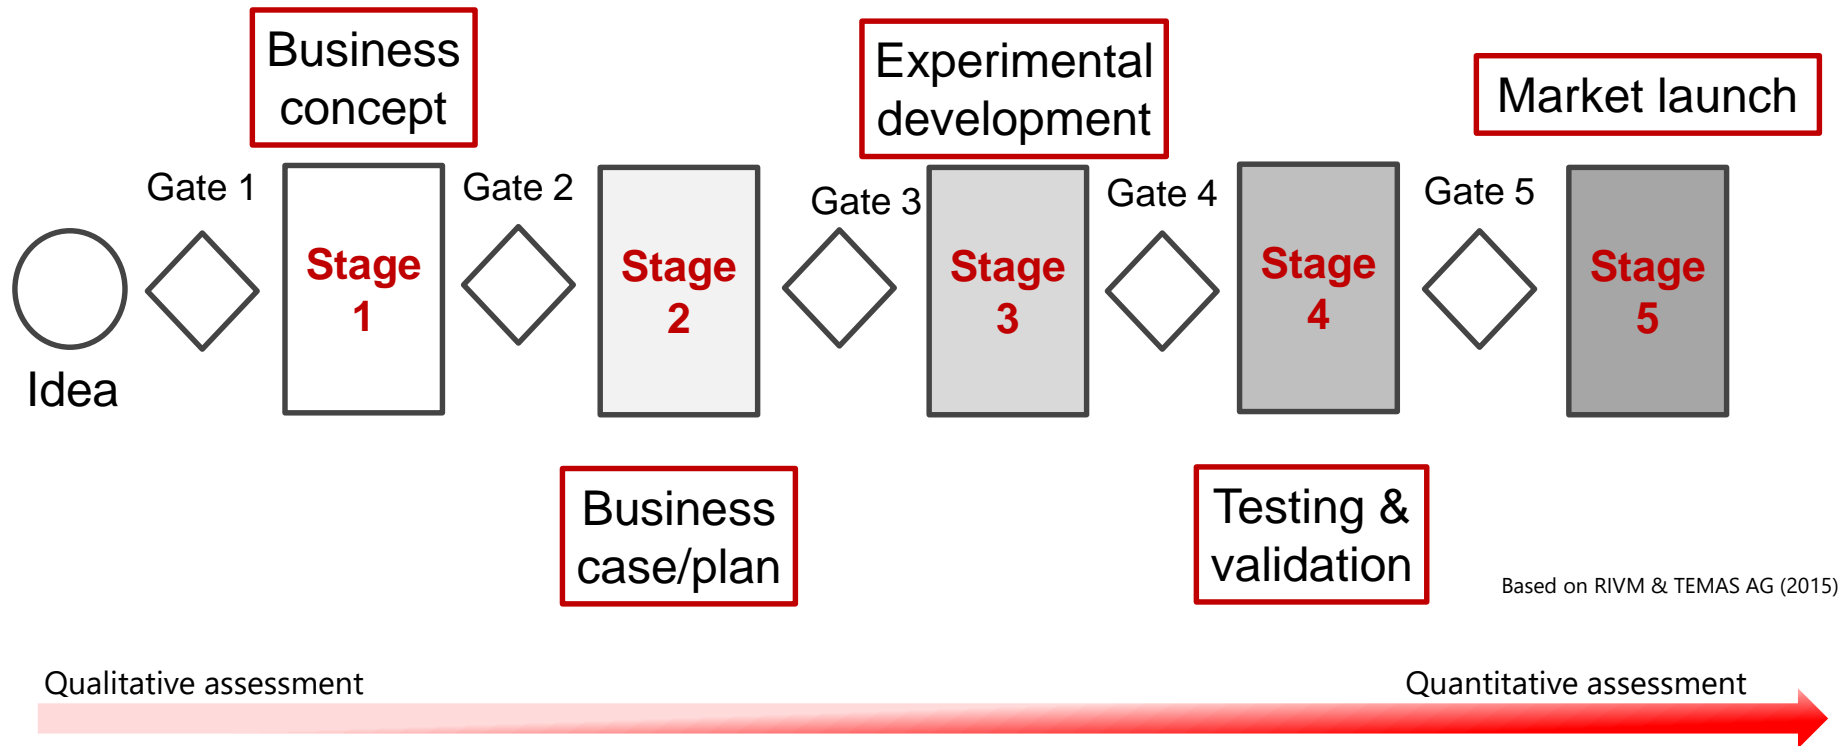 Business
concept
Experimental
development
Market launch
Gate 1
Gate 2
Gate 3
Gate 4
Gate 5
Stage
1
Stage
2
Stage
3
Stage
4
Stage
5
Idea
Business
case/plan
Testing &
validation
Based on RIVM & TEMAS AG (2015)
Qualitative assessment
Quantitative assessment